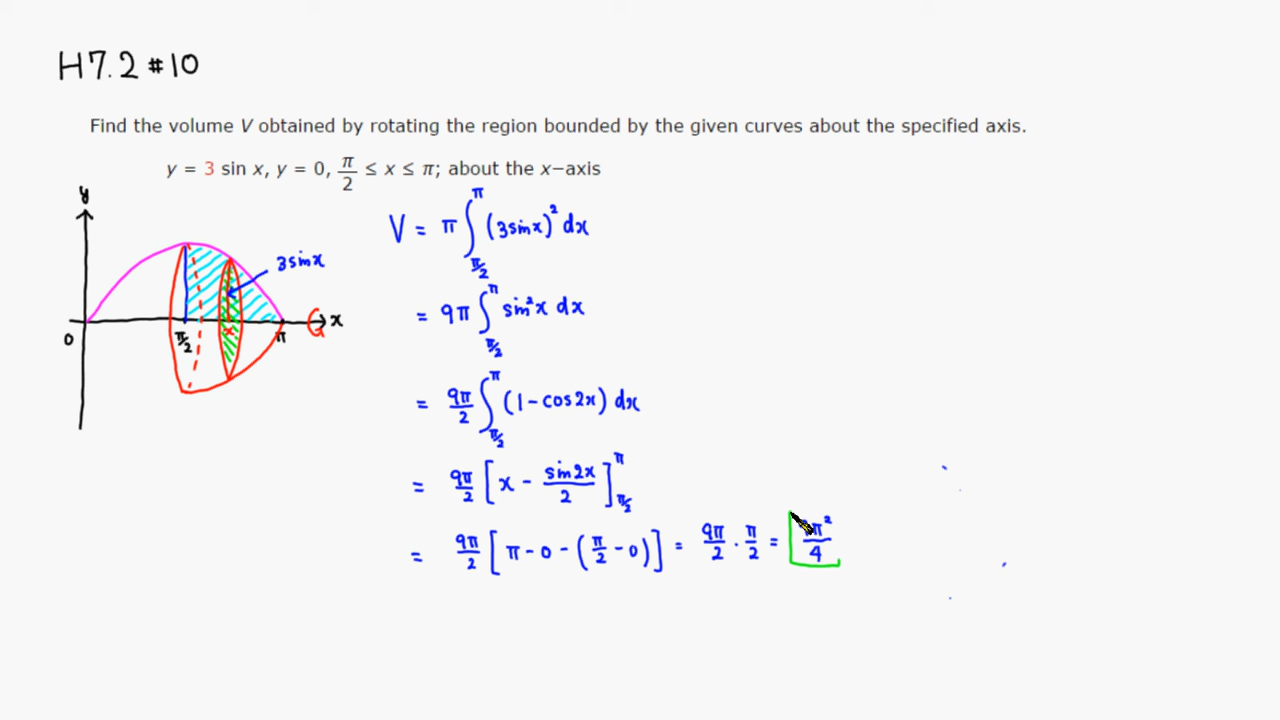 H7.2 #10
Find the volume V obtained by rotating the region bounded by the given curves about the specified axis.
y = 3 sin x, y = 0, π/2 ≤ x ≤ π; about the x−axis
y
3sinx
x
0
π/2
π
V = π ∫_{π/2}^{π} (3sinx)² dx
= 9π ∫_{π/2}^{π} sin²x dx
= 9π/2 ∫_{π/2}^{π} (1-cos2x) dx
= 9π/2 [x - sin2x/2]_{π/2}^{π}
= 9π/2 [π-0-(π/2-0)] = 9π/2 · π/2 = π²/4